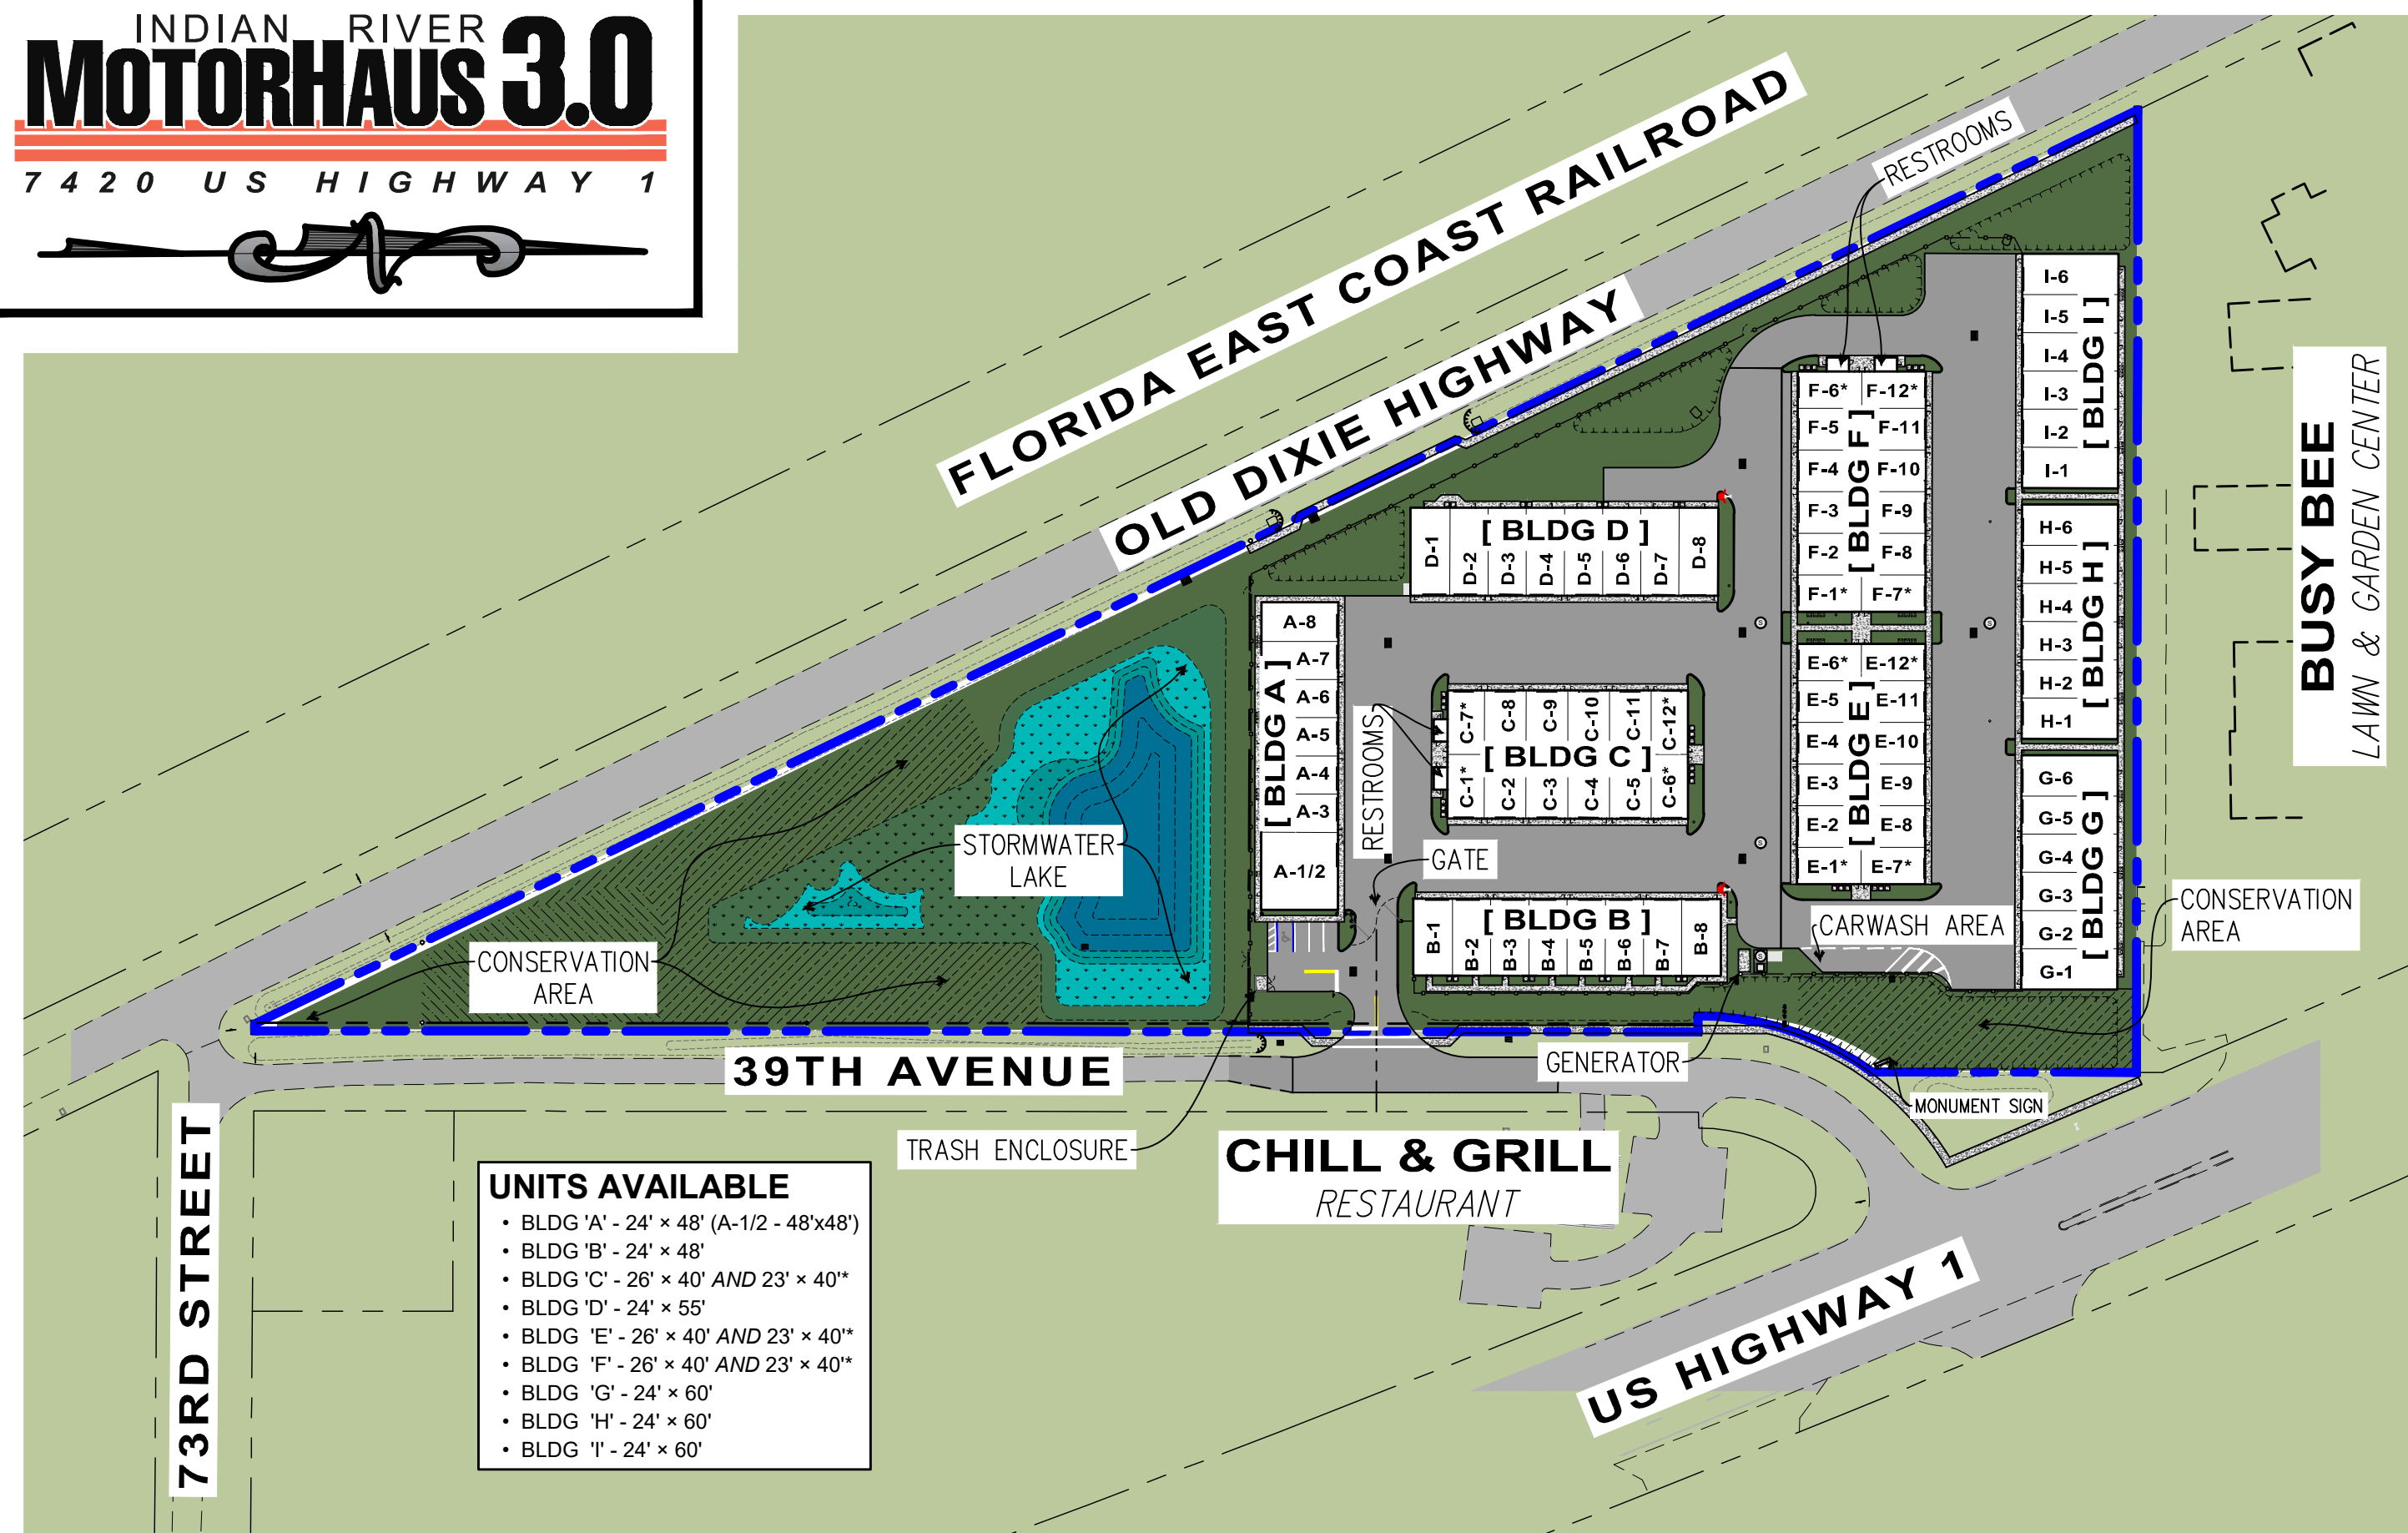 INDIAN RIVER
MOTORHAUS 3.0
7420 US HIGHWAY 1
FLORIDA EAST COAST RAILROAD
OLD DIXIE HIGHWAY
RESTROOMS
BUSY BEE
LAWN & GARDEN CENTER
I-6
I-5
I-4
I-3
I-2
I-1
[ BLDG I ]
H-6
H-5
H-4
H-3
H-2
H-1
[ BLDG H ]
G-6
G-5
G-4
G-3
G-2
G-1
[ BLDG G ]
F-6* F-12*
F-5 F-11
F-4 F-10
F-3 F-9
F-2 F-8
F-1* F-7*
[ BLDG F ]
E-6* E-12*
E-5 E-11
E-4 E-10
E-3 E-9
E-2 E-8
E-1* E-7*
[ BLDG E ]
[ BLDG D ]
D-1 D-2 D-3 D-4 D-5 D-6 D-7 D-8
A-8
A-7
A-6
A-5
A-4
A-3
A-1/2
[ BLDG A ]
RESTROOMS
C-7* C-8 C-9 C-10 C-11 C-12*
[ BLDG C ]
C-1* C-2 C-3 C-4 C-5 C-6*
GATE
[ BLDG B ]
B-1 B-2 B-3 B-4 B-5 B-6 B-7 B-8
CARWASH AREA
CONSERVATION
AREA
STORMWATER
LAKE
CONSERVATION
AREA
39TH AVENUE
GENERATOR
MONUMENT SIGN
TRASH ENCLOSURE
CHILL & GRILL
RESTAURANT
73RD STREET
US HIGHWAY 1
UNITS AVAILABLE
• BLDG 'A' - 24' × 48' (A-1/2 - 48'x48')
• BLDG 'B' - 24' × 48'
• BLDG 'C' - 26' × 40' AND 23' × 40'*
• BLDG 'D' - 24' × 55'
• BLDG 'E' - 26' × 40' AND 23' × 40'*
• BLDG 'F' - 26' × 40' AND 23' × 40'*
• BLDG 'G' - 24' × 60'
• BLDG 'H' - 24' × 60'
• BLDG 'I' - 24' × 60'